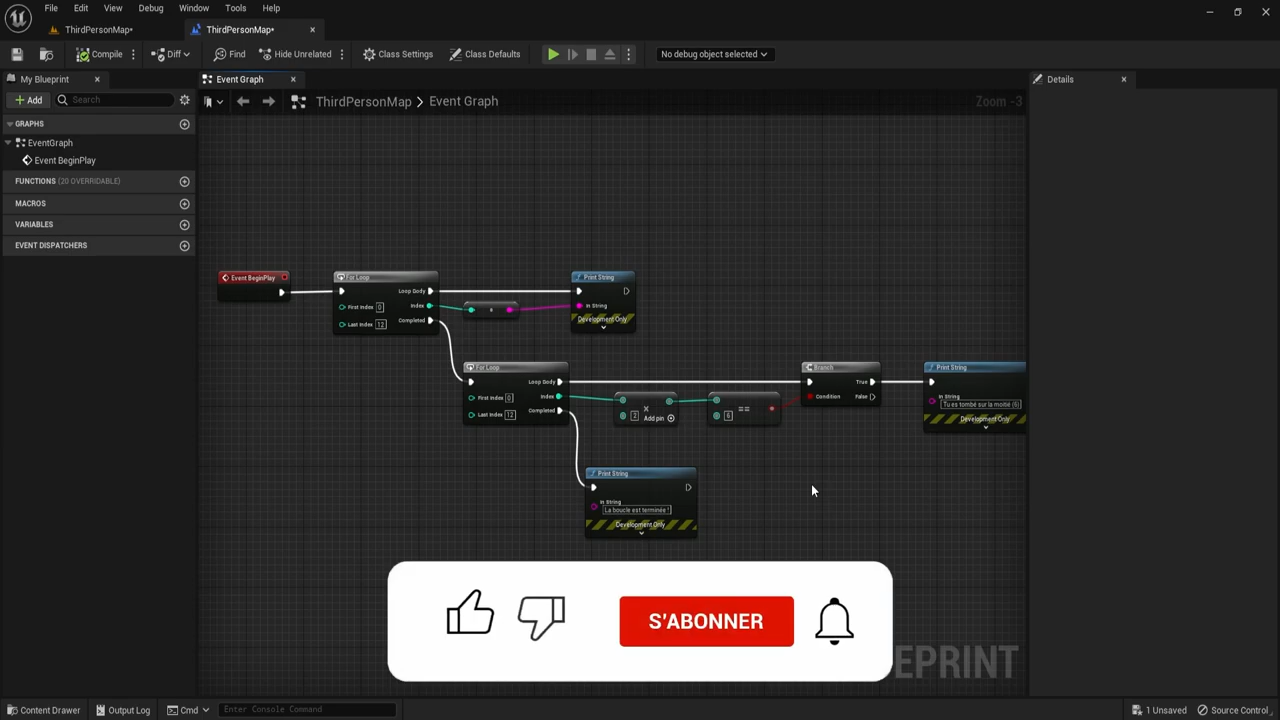 File Edit View Debug Window Tools Help
ThirdPersonMap• ThirdPersonMap•
Compile Diff Find Hide Unrelated Class Settings Class Defaults No debug object selected
My Blueprint Event Graph Details
Add Search ThirdPersonMap > Event Graph Zoom -3
GRAPHS
EventGraph
Event BeginPlay
FUNCTIONS (20 OVERRIDABLE)
MACROS
VARIABLES
EVENT DISPATCHERS
Event BeginPlay
For Loop
Loop Body
First Index 0
Index
Last Index 12
Completed
Print String
In String
Development Only
For Loop
Loop Body
First Index 0
Index
Last Index 12
Completed
X
Add pin
==
6
Branch
True
Condition
False
Print String
In String
Tu es tombé sur la moitié (6)
Development Only
Print String
In String
La boucle est terminée !
Development Only
S'ABONNER
EPRINT
Content Drawer Output Log Cmd Enter Console Command 1 Unsaved Source Control